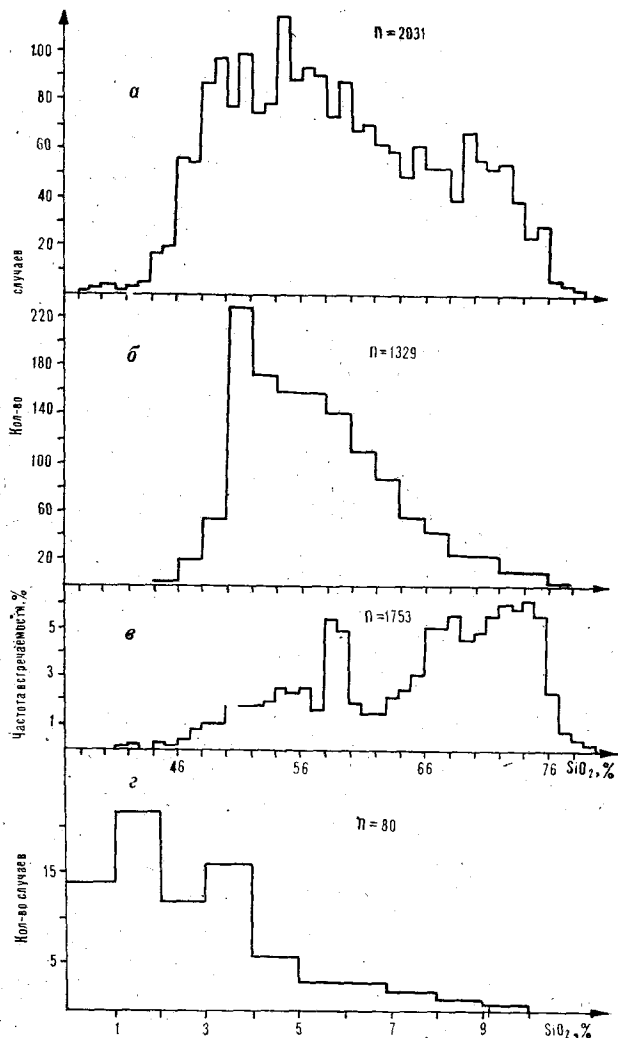 n=2031
а
100
80
60
40
20
случаев
n=1329
б
220
180
140
100
60
20
Кол-во
n=1753
в
5
3
1
Частота встречаемости, %
46 56 66 76 SiO₂, %
г
n=80
15
5
Кол-во случаев
1 3 5 7 9 SiO₂, %